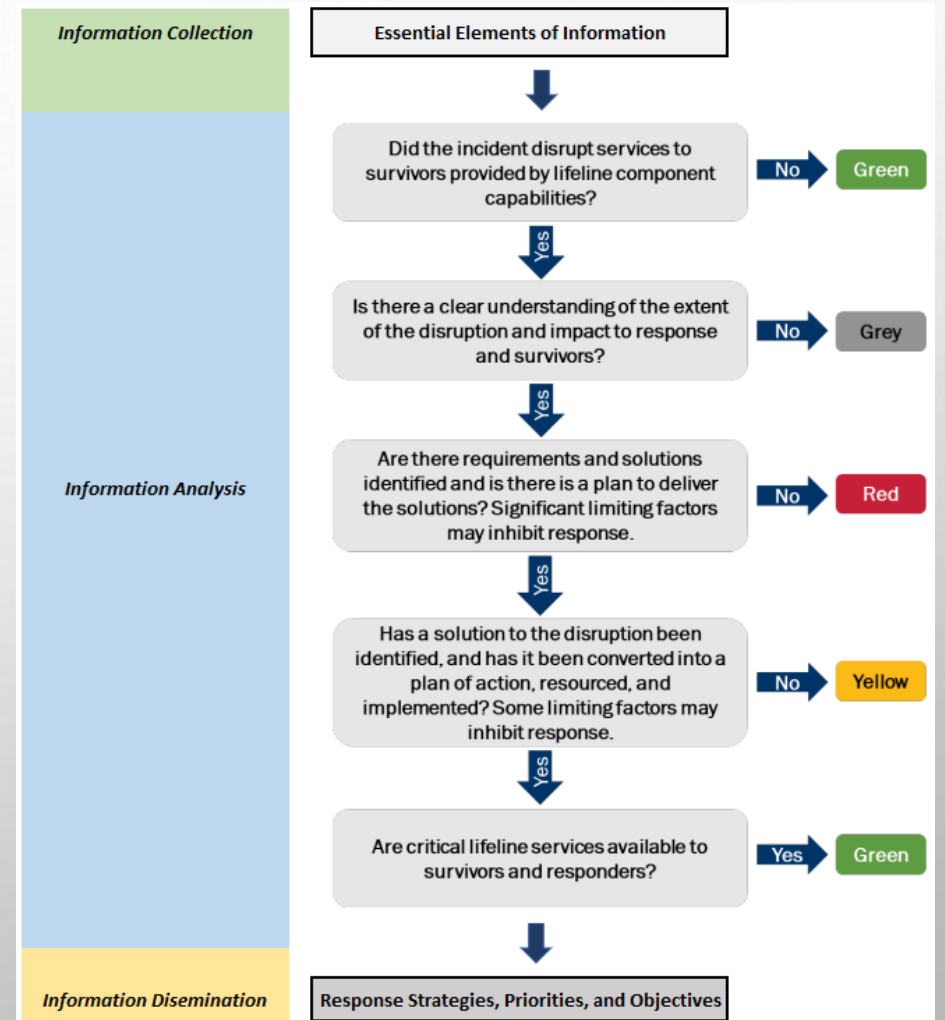 Information Collection
Essential Elements of Information
Did the incident disrupt services to
survivors provided by lifeline component
capabilities?
No
Green
Yes
Is there a clear understanding of the extent
of the disruption and impact to response
and survivors?
No
Grey
Yes
Information Analysis
Are there requirements and solutions
identified and is there is a plan to deliver
the solutions? Significant limiting factors
may inhibit response.
No
Red
Yes
Has a solution to the disruption been
identified, and has it been converted into a
plan of action, resourced, and
implemented? Some limiting factors may
inhibit response.
No
Yellow
Yes
Are critical lifeline services available to
survivors and responders?
Yes
Green
Information Disemination
Response Strategies, Priorities, and Objectives